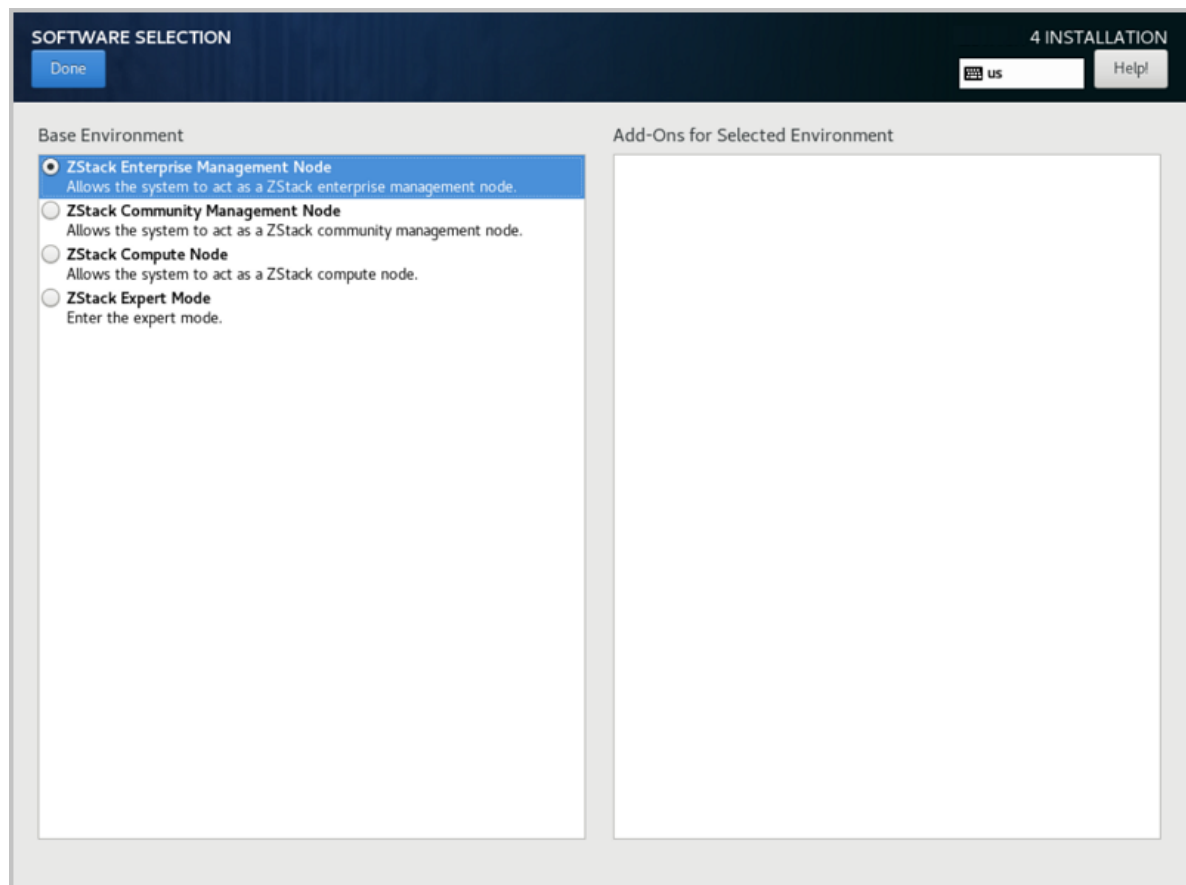 SOFTWARE SELECTION
4 INSTALLATION
Done
us
Help!
Base Environment
Add-Ons for Selected Environment
ZStack Enterprise Management Node
Allows the system to act as a ZStack enterprise management node.
ZStack Community Management Node
Allows the system to act as a ZStack community management node.
ZStack Compute Node
Allows the system to act as a ZStack compute node.
ZStack Expert Mode
Enter the expert mode.